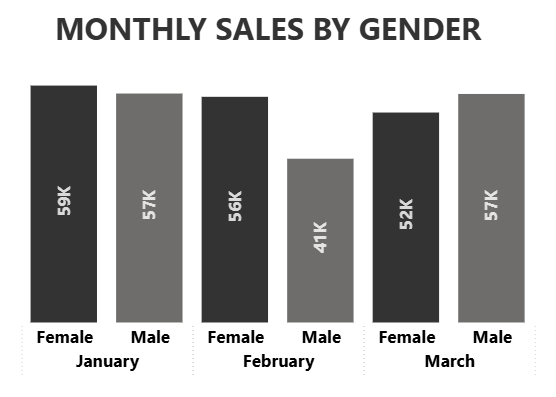 MONTHLY SALES BY GENDER
59K 57K 56K 41K 52K 57K
Female Male Female Male Female Male
January February March